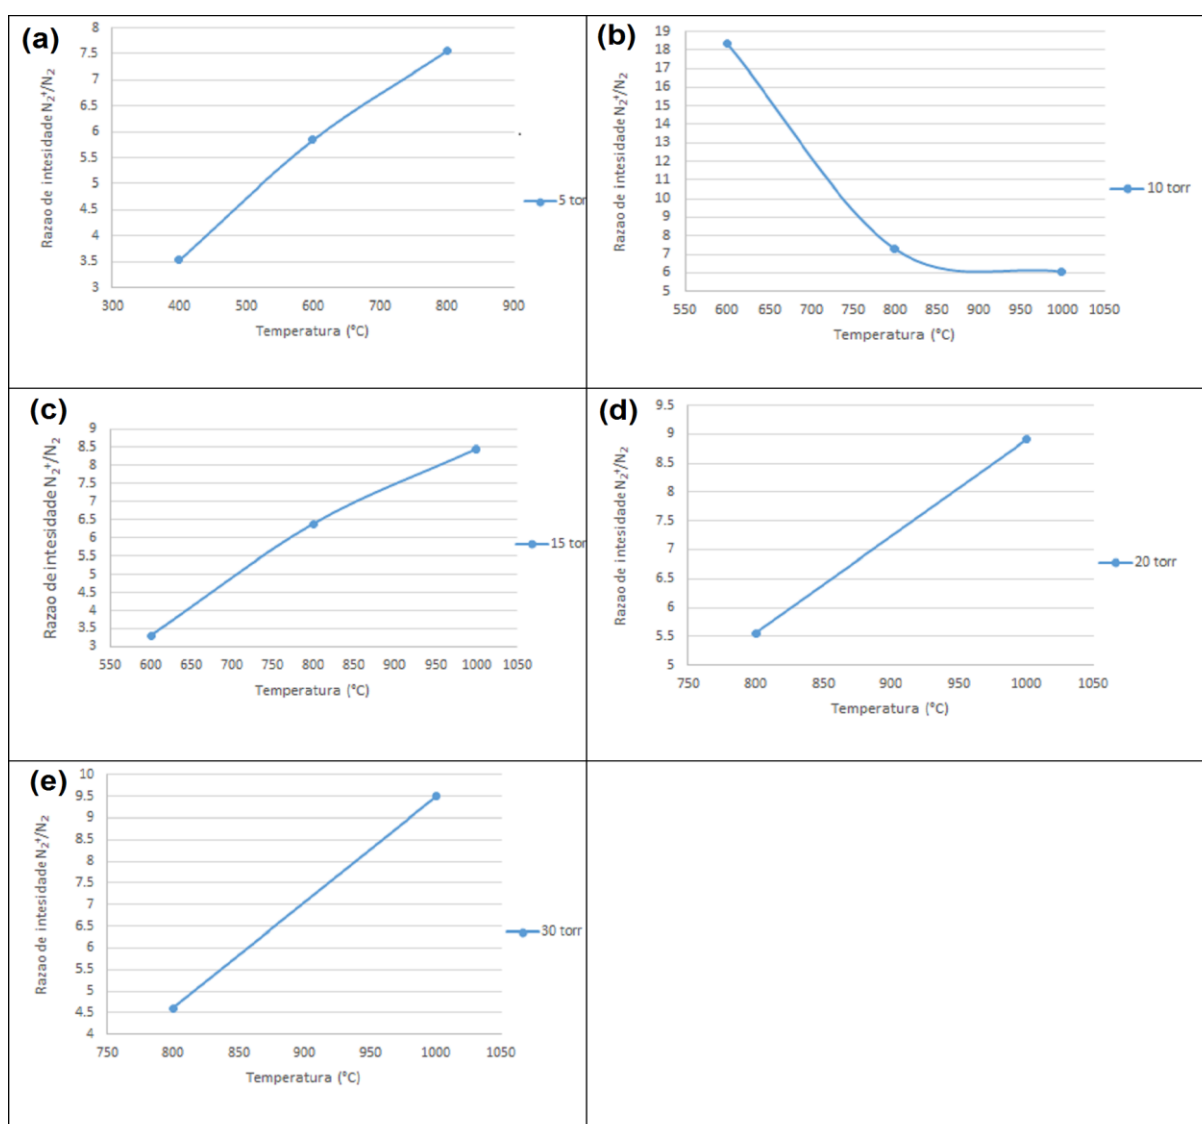 (a)
8
7.5
7
6.5
6
5.5
5
4.5
4
3.5
3
300 400 500 600 700 800 900
Razao de intesidade N₂⁺/N₂
Temperatura (°C)
5 tor
(b)
19
18
17
16
15
14
13
12
11
10
9
8
7
6
5
550 600 650 700 750 800 850 900 950 1000 1050
Razao de intesidade N₂⁺/N₂
Temperatura (°C)
10 torr
(c)
9
8.5
8
7.5
7
6.5
6
5.5
5
4.5
4
3.5
3
550 600 650 700 750 800 850 900 950 1000 1050
Razao de intesidade N₂⁺/N₂
Temperatura (°C)
15 tor
(d)
9.5
9
8.5
8
7.5
7
6.5
6
5.5
5
750 800 850 900 950 1000 1050
Razao de intesidade N₂⁺/N₂
Temperatura (°C)
20 torr
(e)
10
9.5
9
8.5
8
7.5
7
6.5
6
5.5
5
4.5
4
750 800 850 900 950 1000 1050
Razao de intesidade N₂⁺/N₂
Temperatura (°C)
30 torr